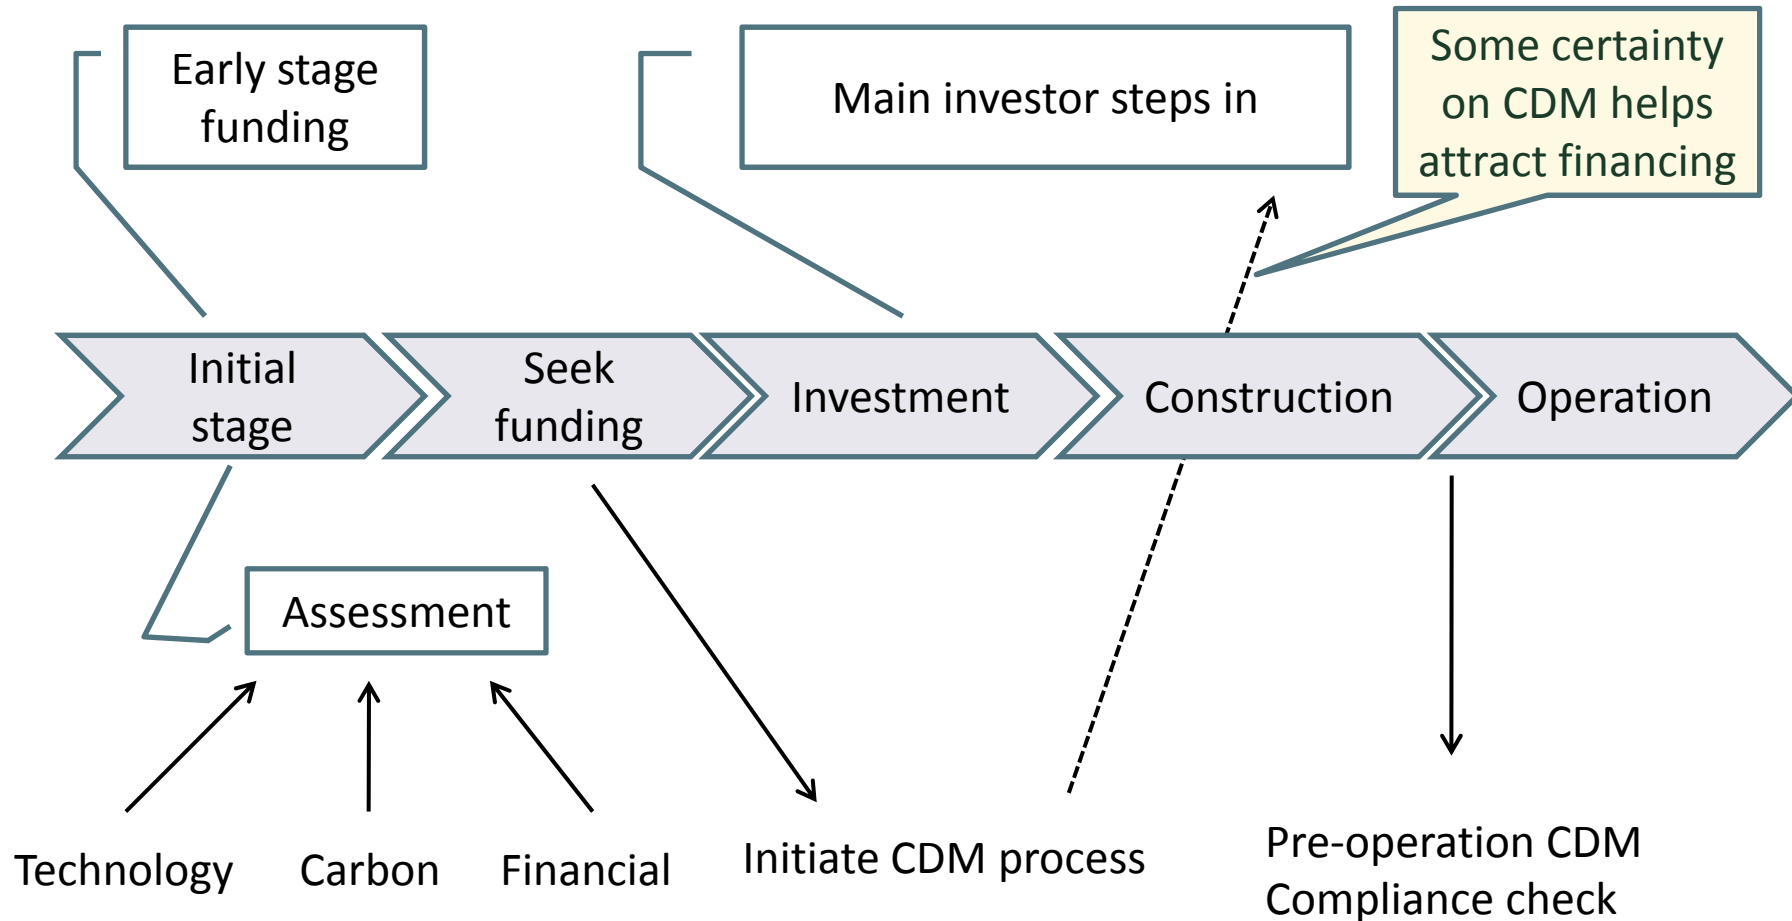 Early stage
funding
Main investor steps in
Some certainty
on CDM helps
attract financing
Initial
stage
Seek
funding
Investment
Construction
Operation
Assessment
Technology
Carbon
Financial
Initiate CDM process
Pre-operation CDM
Compliance check